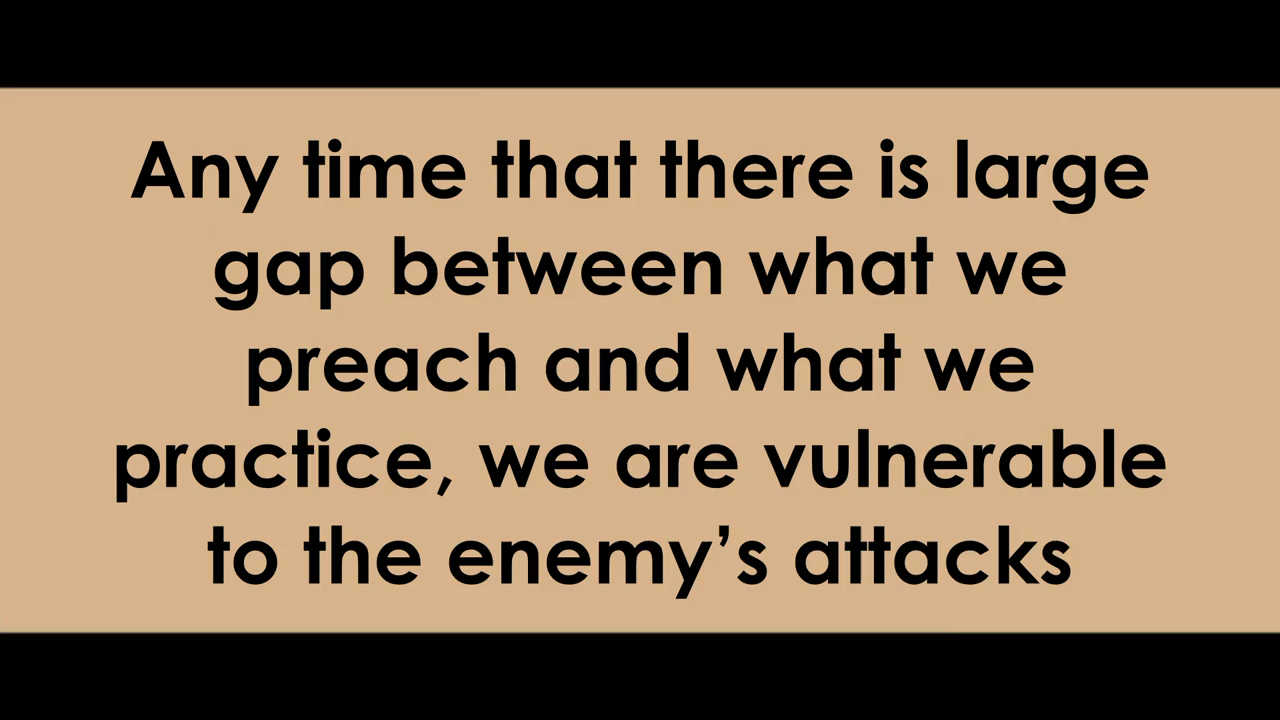 Any time that there is large
gap between what we
preach and what we
practice, we are vulnerable
to the enemy’s attacks